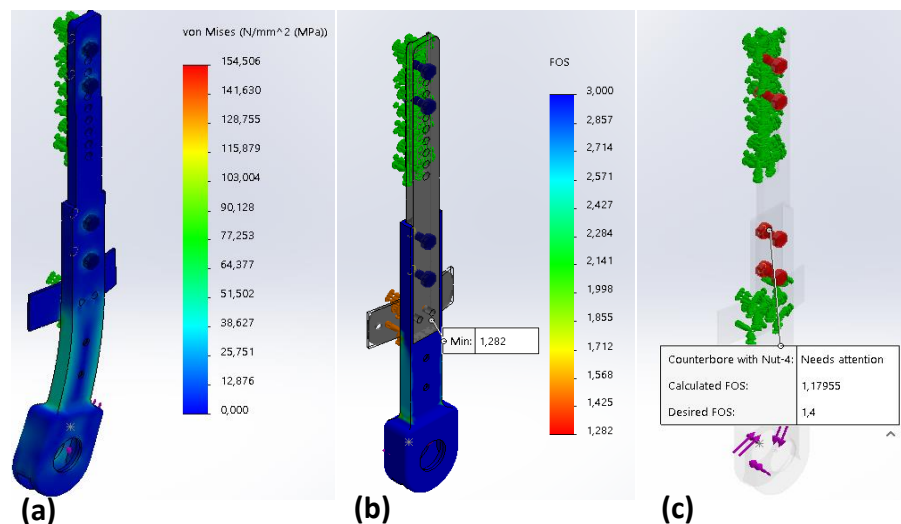 von Mises (N/mm^2 (MPa))
154,506
141,630
128,755
115,879
103,004
90,128
77,253
64,377
51,502
38,627
25,751
12,876
0,000
(a)
FOS
3,000
2,857
2,714
2,571
2,427
2,284
2,141
1,998
1,855
1,712
1,568
1,425
1,282
Min: 1,282
(b)
Counterbore with Nut-4: Needs attention
Calculated FOS: 1,17955
Desired FOS: 1,4
(c)